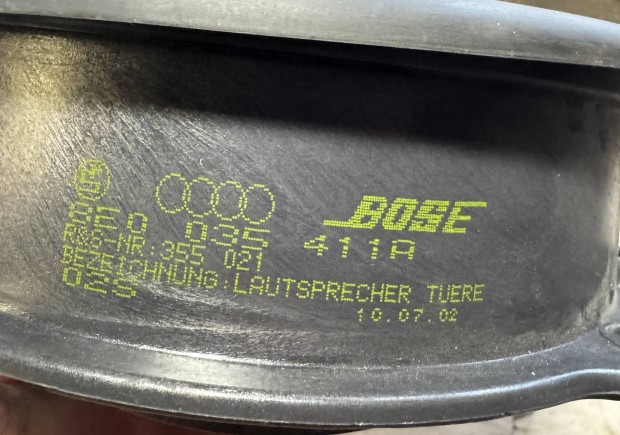 BOSE
8E0 035 411A
R&S-NR:355 021
BEZEICHNUNG:LAUTSPRECHER TUERE
02S
10.07.02